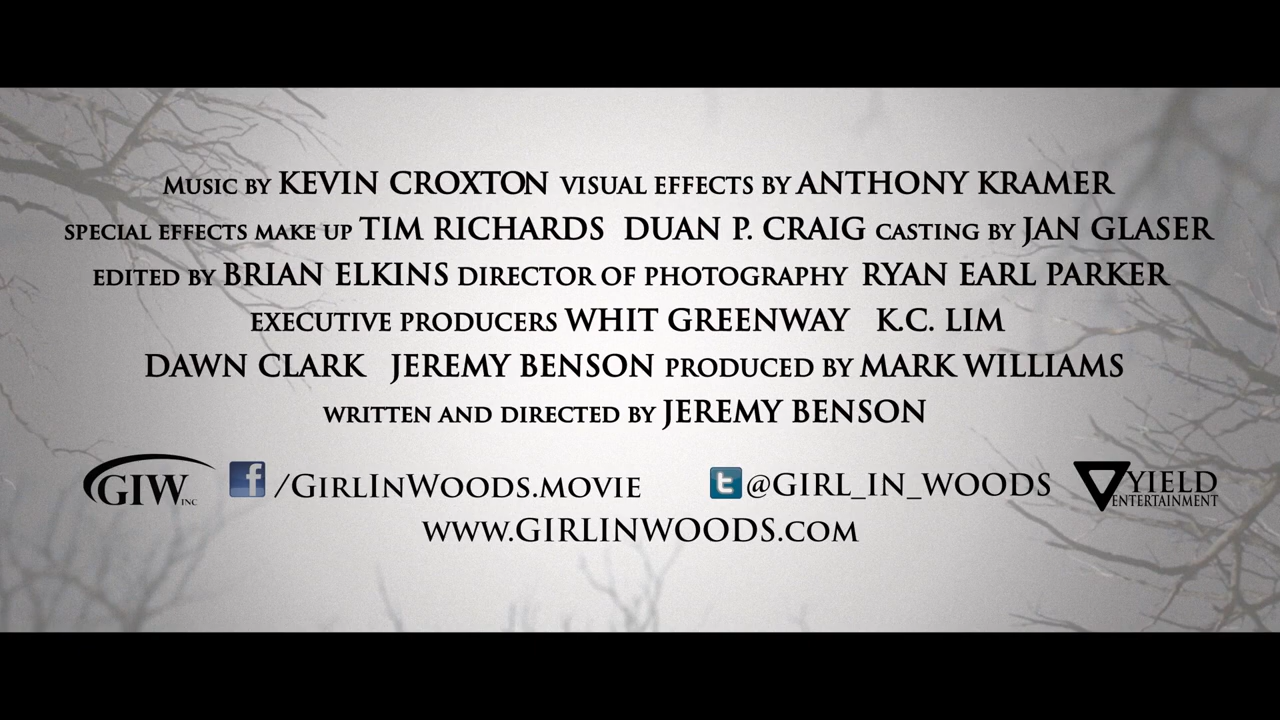 MUSIC BY KEVIN CROXTON VISUAL EFFECTS BY ANTHONY KRAMER
SPECIAL EFFECTS MAKE UP TIM RICHARDS DUAN P. CRAIG CASTING BY JAN GLASER
EDITED BY BRIAN ELKINS DIRECTOR OF PHOTOGRAPHY RYAN EARL PARKER
EXECUTIVE PRODUCERS WHIT GREENWAY K.C. LIM
DAWN CLARK JEREMY BENSON PRODUCED BY MARK WILLIAMS
WRITTEN AND DIRECTED BY JEREMY BENSON
GIW INC f /GIRLINWOODS.MOVIE t @GIRL_IN_WOODS YIELD ENTERTAINMENT
WWW.GIRLINWOODS.COM